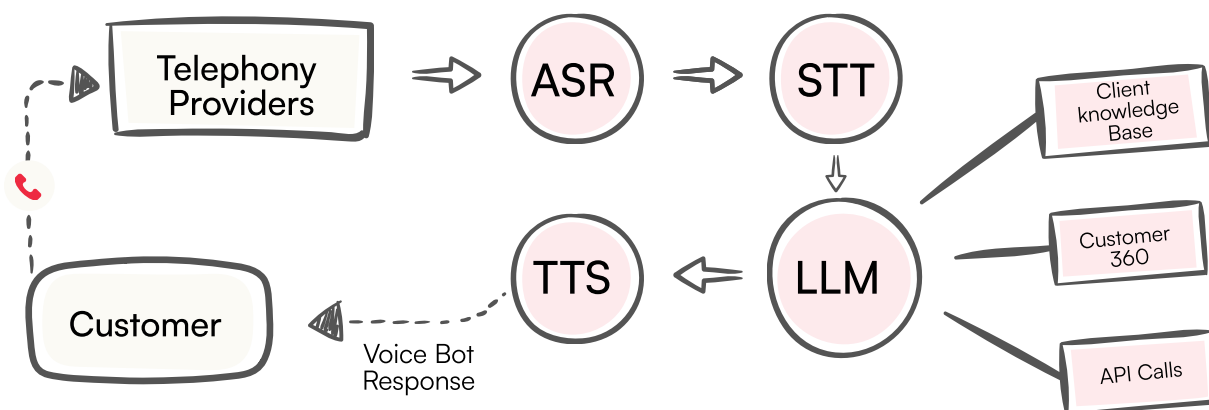 Telephony
Providers
ASR
STT
Client
knowledge
Base
Customer
360
API Calls
LLM
TTS
Customer
Voice Bot
Response